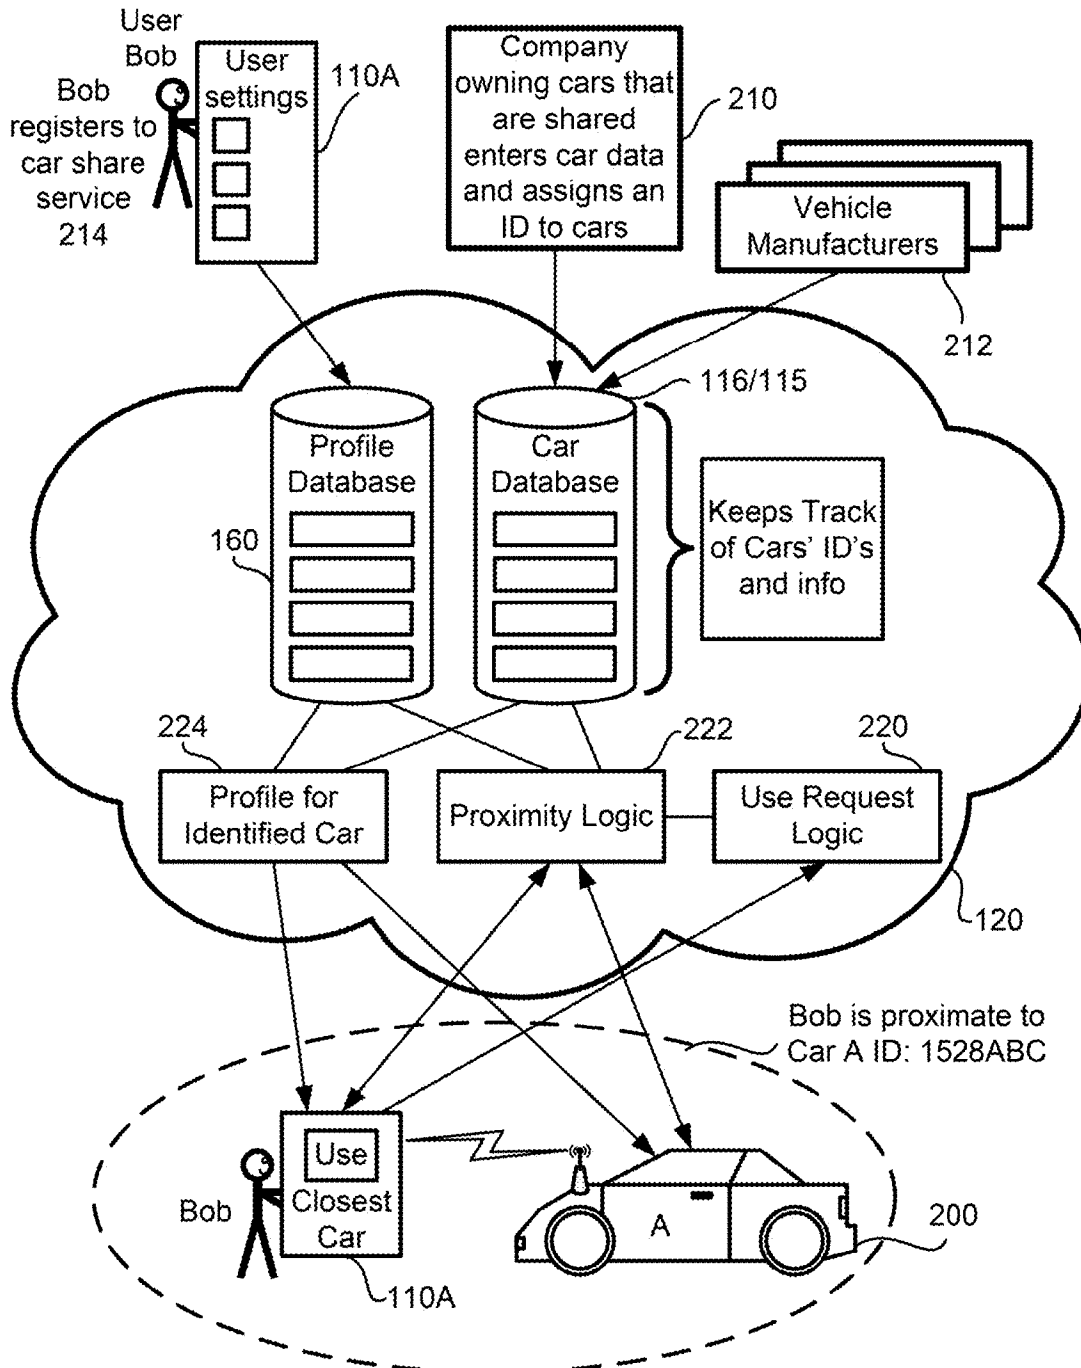 User
Bob
Bob
registers to
car share
service
214
User
settings
110A
Company
owning cars that
are shared
enters car data
and assigns an
ID to cars
210
Vehicle
Manufacturers
212
116/115
Profile
Database
160
Car
Database
Keeps Track
of Cars' ID's
and info
224
222
220
Profile for
Identified Car
Proximity Logic
Use Request
Logic
120
Bob is proximate to
Car A ID: 1528ABC
Use
Closest
Car
Bob
110A
A
200